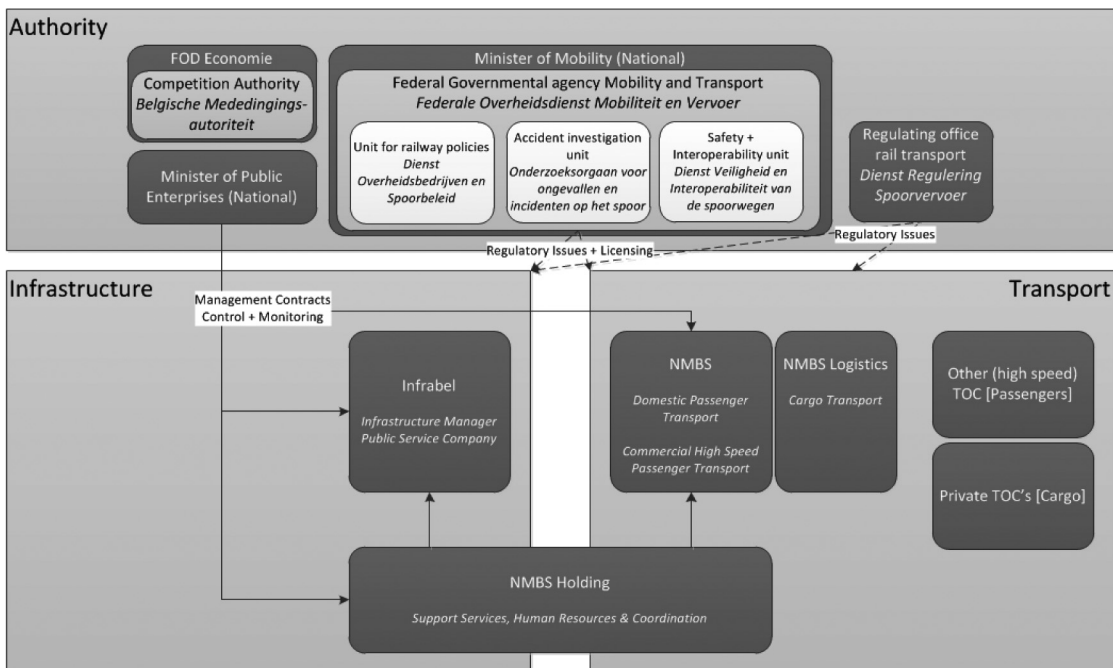 Authority
FOD Economie
Competition Authority
Belgische Mededingings-
autoriteit
Minister of Public
Enterprises (National)
Minister of Mobility (National)
Federal Governmental agency Mobility and Transport
Federale Overheidsdienst Mobiliteit en Vervoer
Unit for railway policies
Dienst
Overheidsbedrijven en
Spoorbeleid
Accident investigation
unit
Onderzoeksorgaan voor
ongevallen en
incidenten op het spoor
Safety +
Interoperability unit
Dienst Veiligheid en
Interoperabiliteit van
de spoorwegen
Regulating office
rail transport
Dienst Regulering
Spoorvervoer
Regulatory Issues + Licensing
Regulatory Issues
Infrastructure
Transport
Management Contracts
Control + Monitoring
Infrabel
Infrastructure Manager
Public Service Company
NMBS
Domestic Passenger
Transport
Commercial High Speed
Passenger Transport
NMBS Logistics
Cargo Transport
Other (high speed)
TOC [Passengers]
Private TOC's [Cargo]
NMBS Holding
Support Services, Human Resources & Coordination